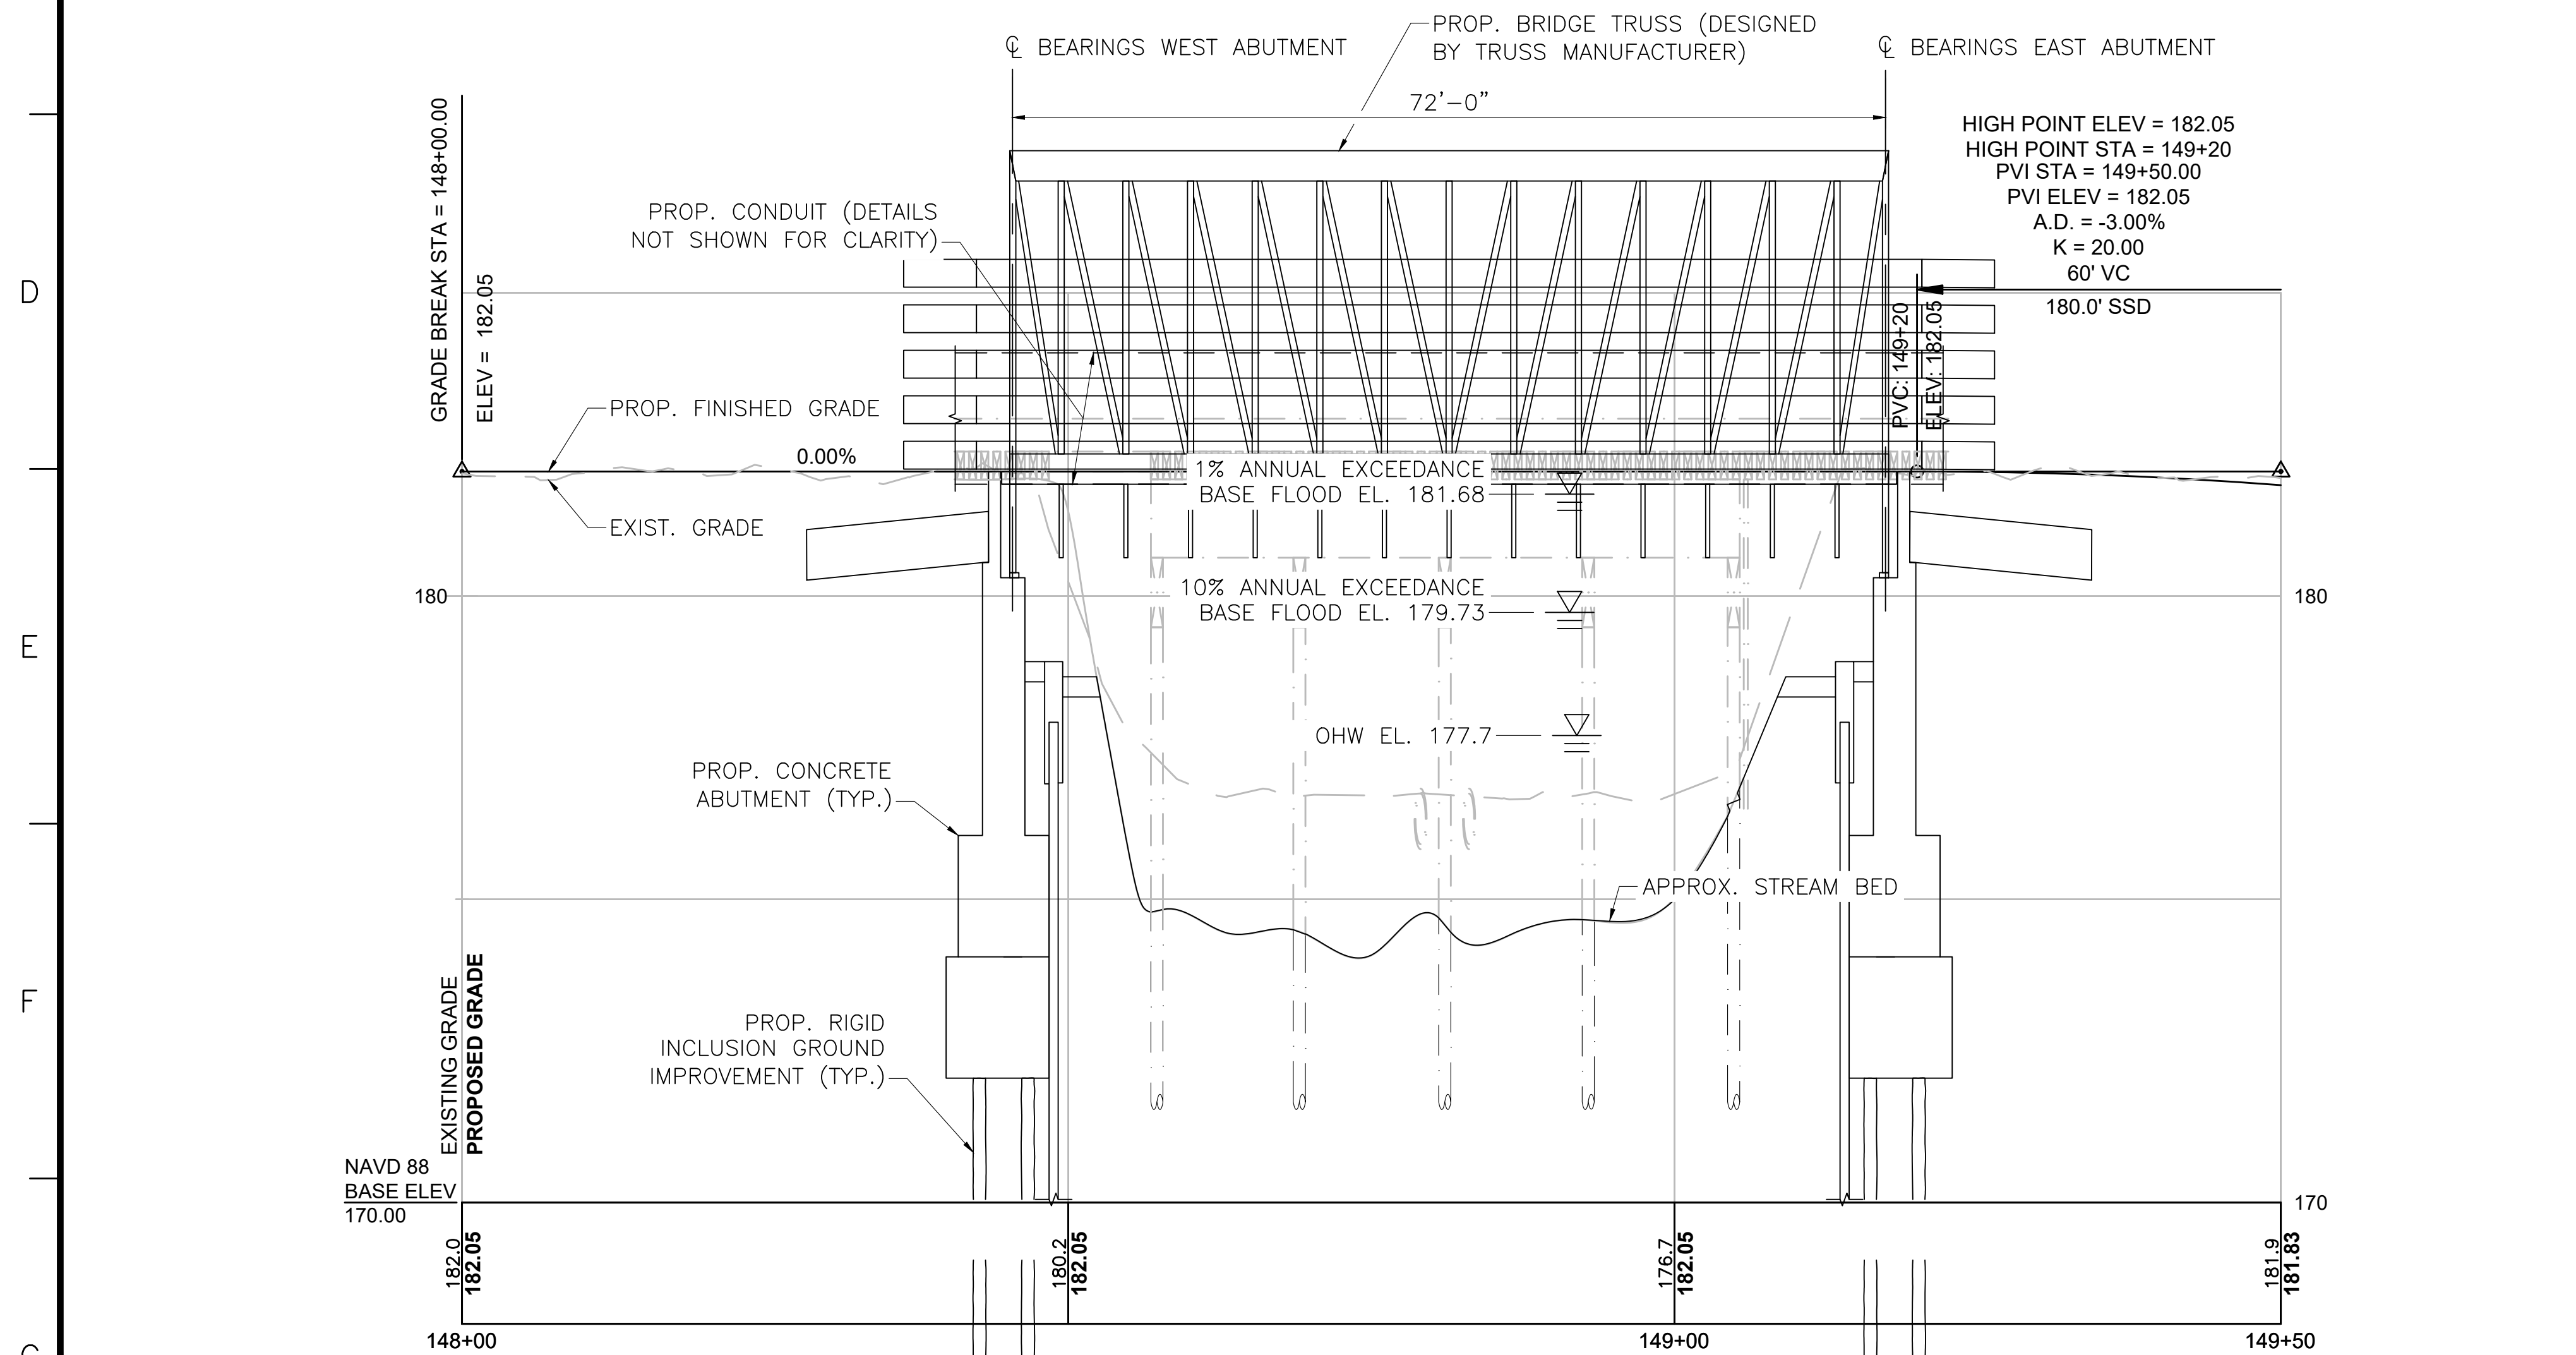 PROP. BRIDGE TRUSS (DESIGNED
BY TRUSS MANUFACTURER)
℄ BEARINGS WEST ABUTMENT
℄ BEARINGS EAST ABUTMENT
72'-0"
HIGH POINT ELEV = 182.05
HIGH POINT STA = 149+20
PVI STA = 149+50.00
PVI ELEV = 182.05
A.D. = -3.00%
K = 20.00
60' VC
180.0' SSD
GRADE BREAK STA = 148+00.00
ELEV = 182.05
PROP. CONDUIT (DETAILS
NOT SHOWN FOR CLARITY)
D
PVC: 149+20
ELEV: 182.05
PROP. FINISHED GRADE
0.00%
EXIST. GRADE
1% ANNUAL EXCEEDANCE
BASE FLOOD EL. 181.68
180
10% ANNUAL EXCEEDANCE
BASE FLOOD EL. 179.73
180
E
OHW EL. 177.7
PROP. CONCRETE
ABUTMENT (TYP.)
APPROX. STREAM BED
F
EXISTING GRADE
PROPOSED GRADE
PROP. RIGID
INCLUSION GROUND
IMPROVEMENT (TYP.)
NAVD 88
BASE ELEV
170.00
170
182.0
182.05
180.2
182.05
176.7
182.05
181.9
181.83
148+00
149+00
149+50